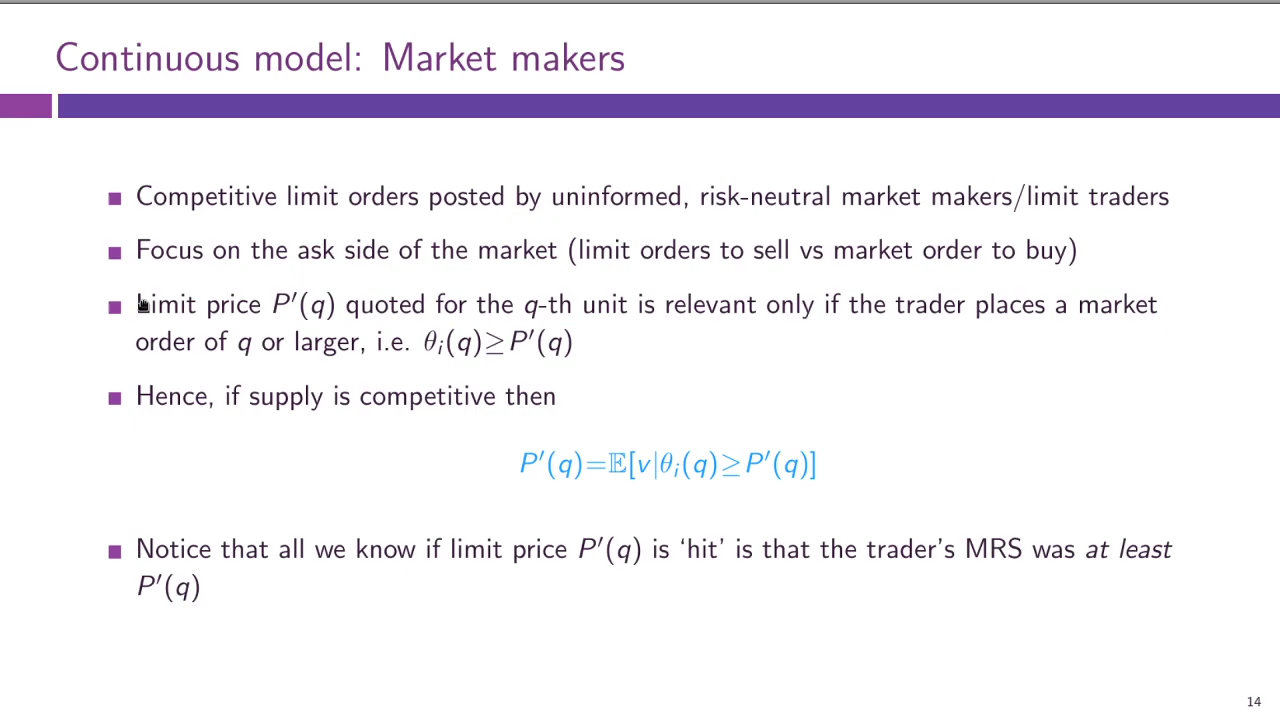 Continuous model: Market makers
Competitive limit orders posted by uninformed, risk-neutral market makers/limit traders
Focus on the ask side of the market (limit orders to sell vs market order to buy)
Limit price P′(q) quoted for the q-th unit is relevant only if the trader places a market
order of q or larger, i.e. θᵢ(q)≥P′(q)
Hence, if supply is competitive then
P′(q)=𝔼[v|θᵢ(q)≥P′(q)]
Notice that all we know if limit price P′(q) is ‘hit’ is that the trader’s MRS was at least
P′(q)
14